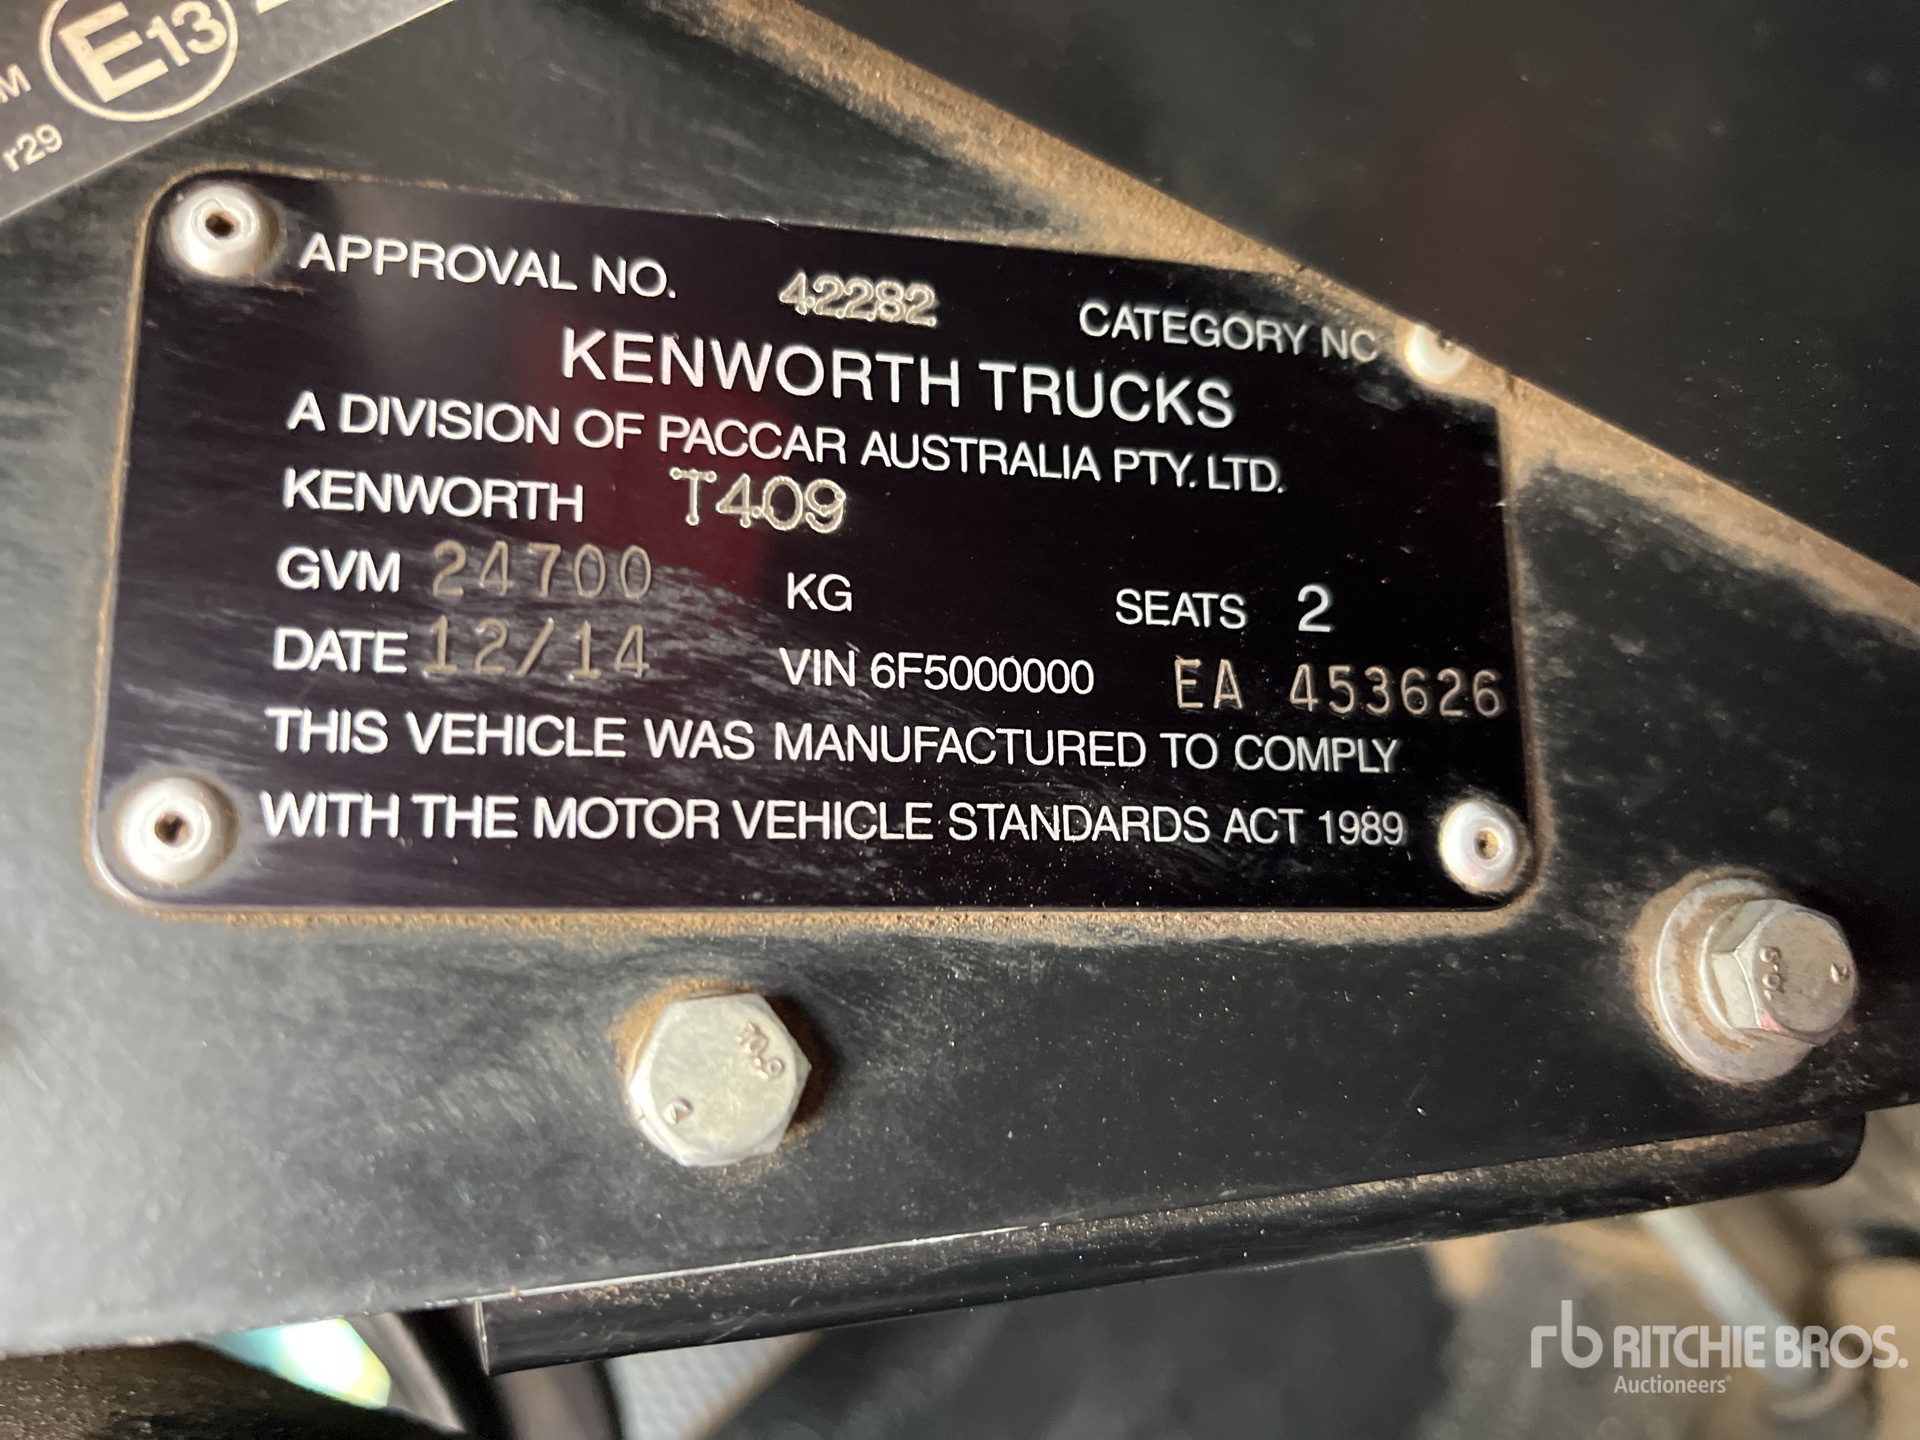 E13
r29
APPROVAL NO. 42282 CATEGORY NC
KENWORTH TRUCKS
A DIVISION OF PACCAR AUSTRALIA PTY. LTD.
KENWORTH T409
GVM 24700 KG SEATS 2
DATE 12/14 VIN 6F5000000 EA 453626
THIS VEHICLE WAS MANUFACTURED TO COMPLY
WITH THE MOTOR VEHICLE STANDARDS ACT 1989
10.9
10.9
rb RITCHIE BROS.
Auctioneers